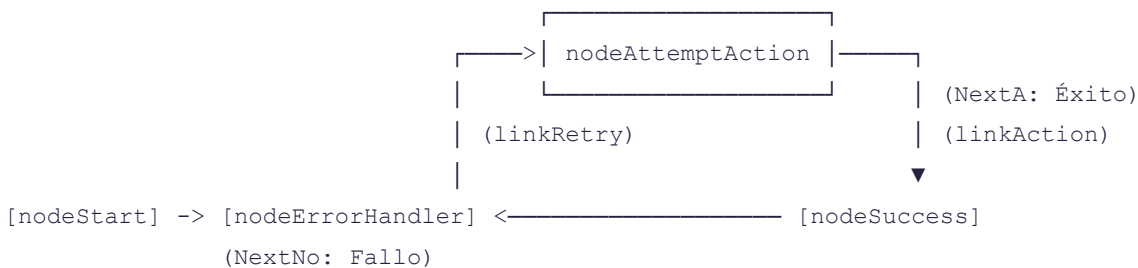 nodeAttemptAction
(NextA: Éxito)
(linkRetry) (linkAction)
[nodeStart] -> [nodeErrorHandler] <─────────────────── [nodeSuccess]
(NextNo: Fallo)